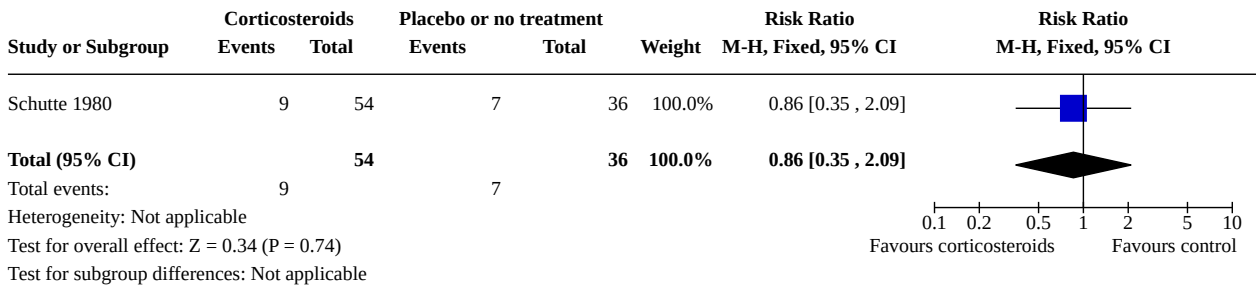 Corticosteroids Placebo or no treatment Risk Ratio Risk Ratio
Study or Subgroup Events Total Events Total Weight M-H, Fixed, 95% CI M-H, Fixed, 95% CI
Schutte 1980 9 54 7 36 100.0% 0.86 [0.35 , 2.09]
Total (95% CI) 54 36 100.0% 0.86 [0.35 , 2.09]
Total events: 9 7
Heterogeneity: Not applicable
Test for overall effect: Z = 0.34 (P = 0.74)
Test for subgroup differences: Not applicable
0.1 0.2 0.5 1 2 5 10
Favours corticosteroids Favours control